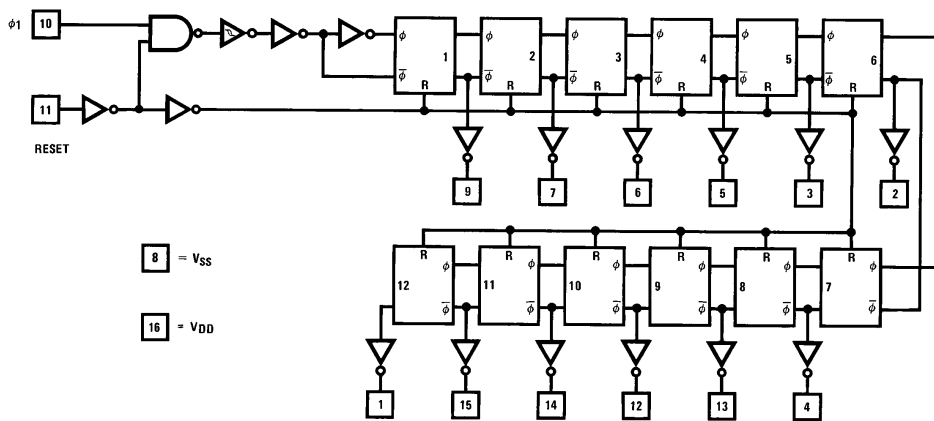 ϕ1 10
ϕ ϕ ϕ ϕ ϕ ϕ
1 2 3 4 5 6
ϕ̅ ϕ̅ ϕ̅ ϕ̅ ϕ̅ ϕ̅
R R R R R R
11
RESET
9 7 6 5 3 2
R R R R R R
8 = VSS
ϕ ϕ ϕ ϕ ϕ ϕ
12 11 10 9 8 7
ϕ̅ ϕ̅ ϕ̅ ϕ̅ ϕ̅ ϕ̅
16 = VDD
1 15 14 12 13 4